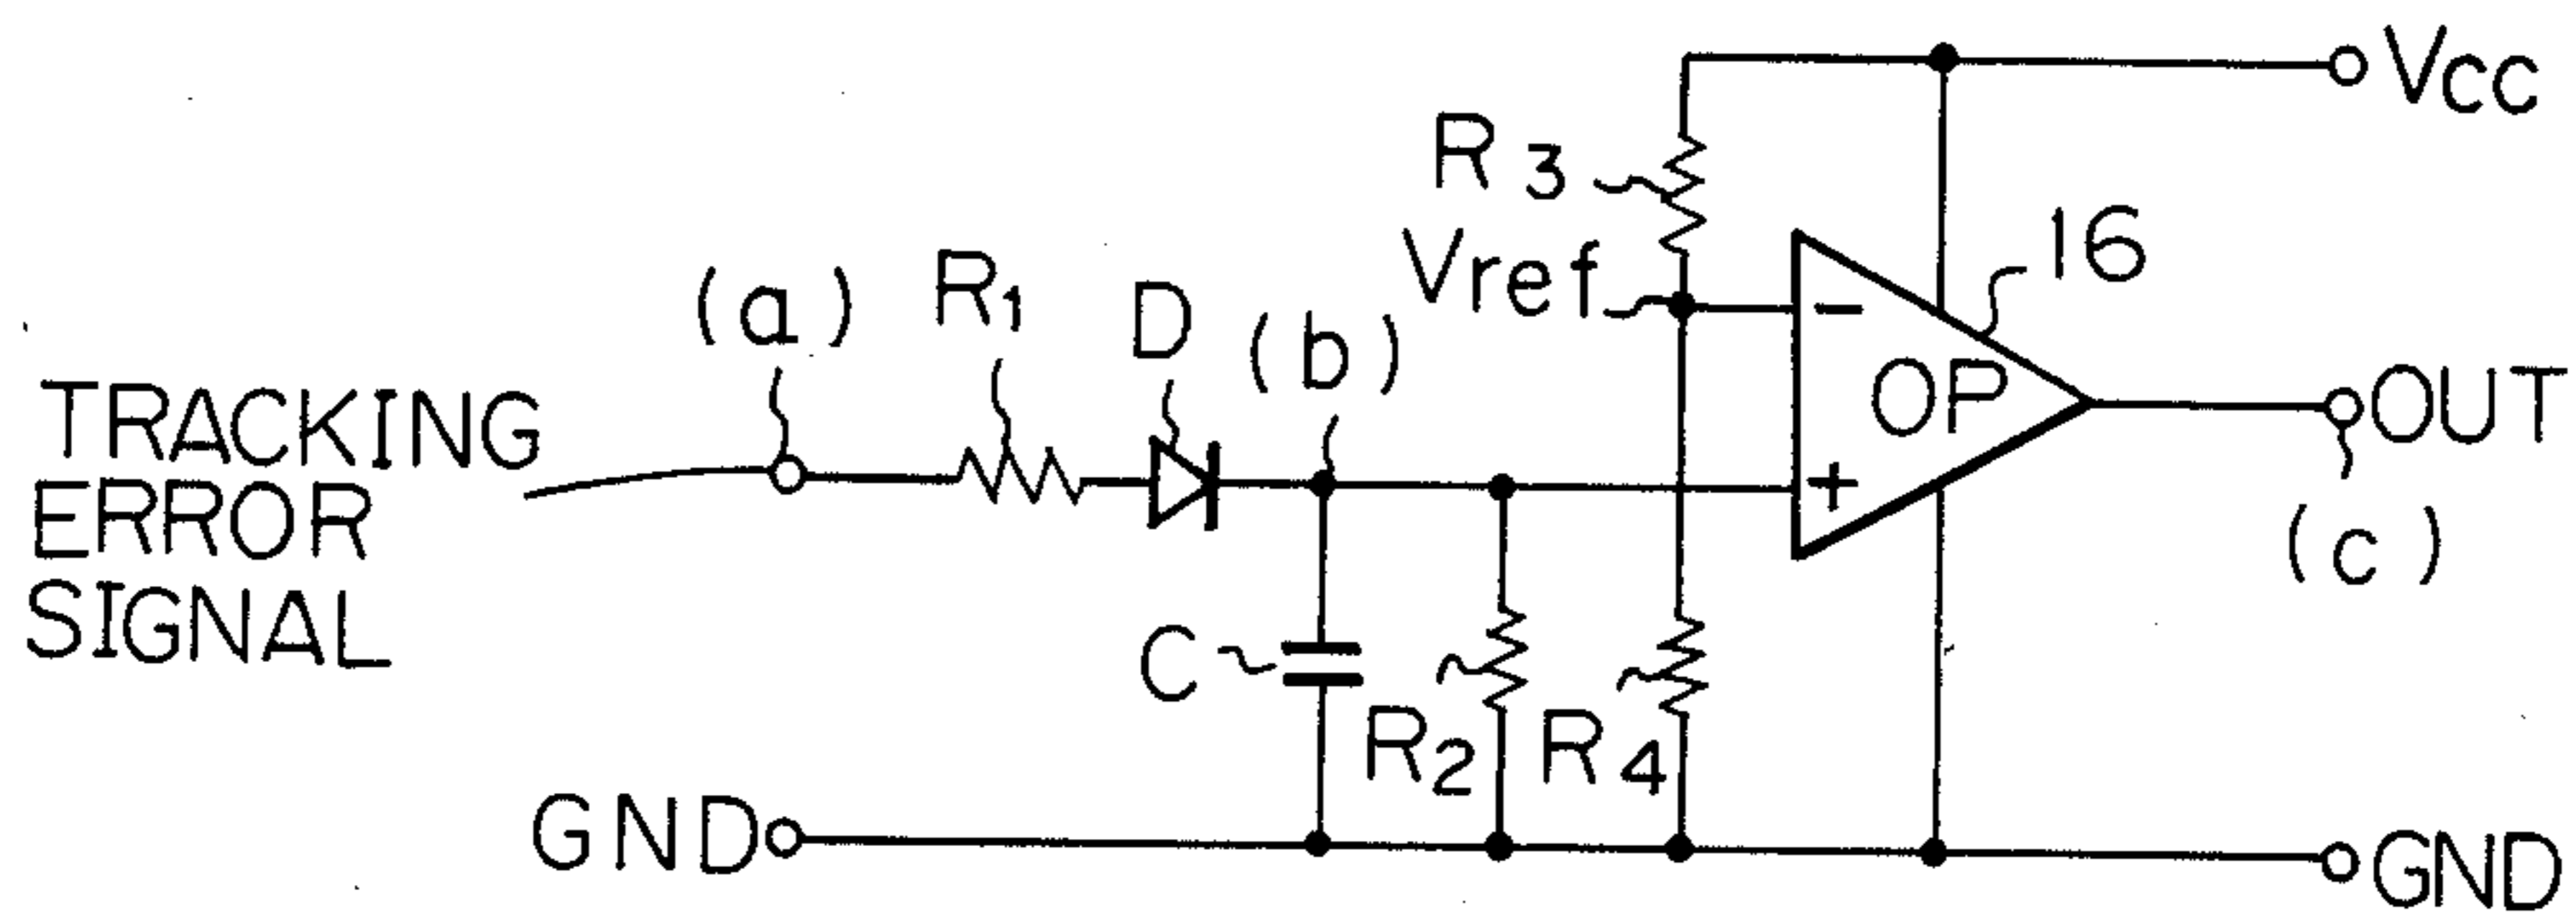 Vcc
R3
Vref
16
(a)
R1
D
(b)
-
OP
+
OUT
(c)
TRACKING
ERROR
SIGNAL
C
R2
R4
GND
GND